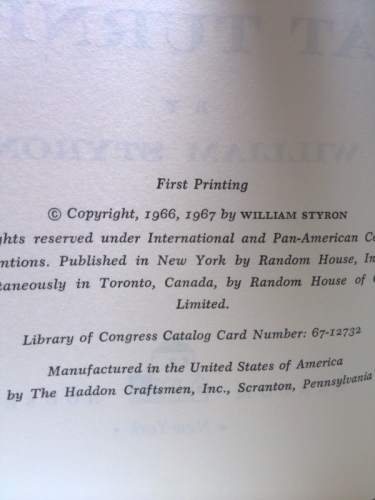 First Printing
© Copyright, 1966, 1967 by WILLIAM STYRON
ghts reserved under International and Pan-American Co
ntions. Published in New York by Random House, In
taneously in Toronto, Canada, by Random House of C
Limited.
Library of Congress Catalog Card Number: 67-12732
Manufactured in the United States of America
by The Haddon Craftsmen, Inc., Scranton, Pennsylvania